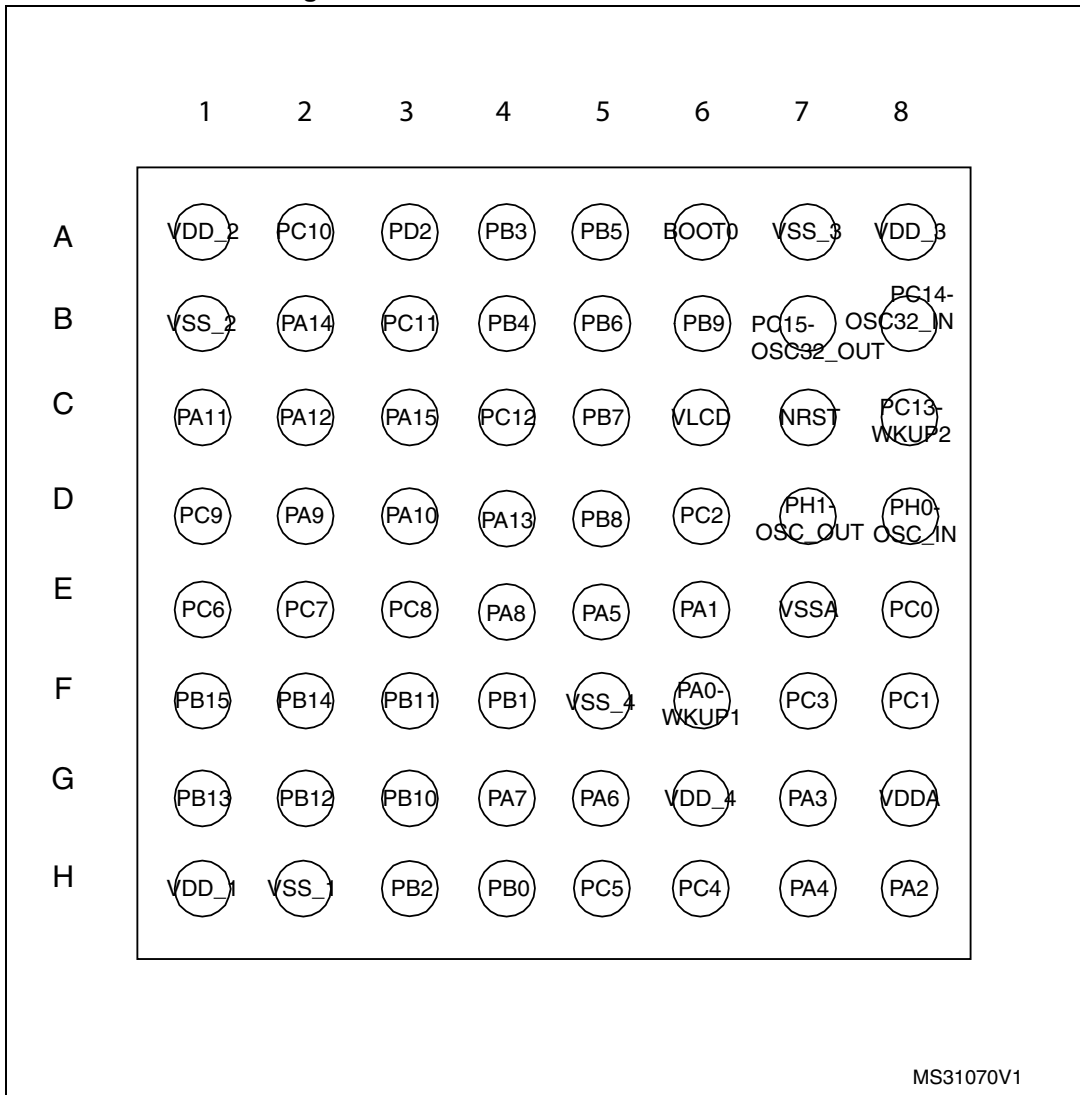 1 2 3 4 5 6 7 8
A VDD_2 PC10 PD2 PB3 PB5 BOOT0 VSS_3 VDD_3
B VSS_2 PA14 PC11 PB4 PB6 PB9 PC15-OSC32_OUT PC14-OSC32_IN
C PA11 PA12 PA15 PC12 PB7 VLCD NRST PC13-WKUP2
D PC9 PA9 PA10 PA13 PB8 PC2 PH1-OSC_OUT PH0-OSC_IN
E PC6 PC7 PC8 PA8 PA5 PA1 VSSA PC0
F PB15 PB14 PB11 PB1 VSS_4 PA0-WKUP1 PC3 PC1
G PB13 PB12 PB10 PA7 PA6 VDD_4 PA3 VDDA
H VDD_1 VSS_1 PB2 PB0 PC5 PC4 PA4 PA2
MS31070V1